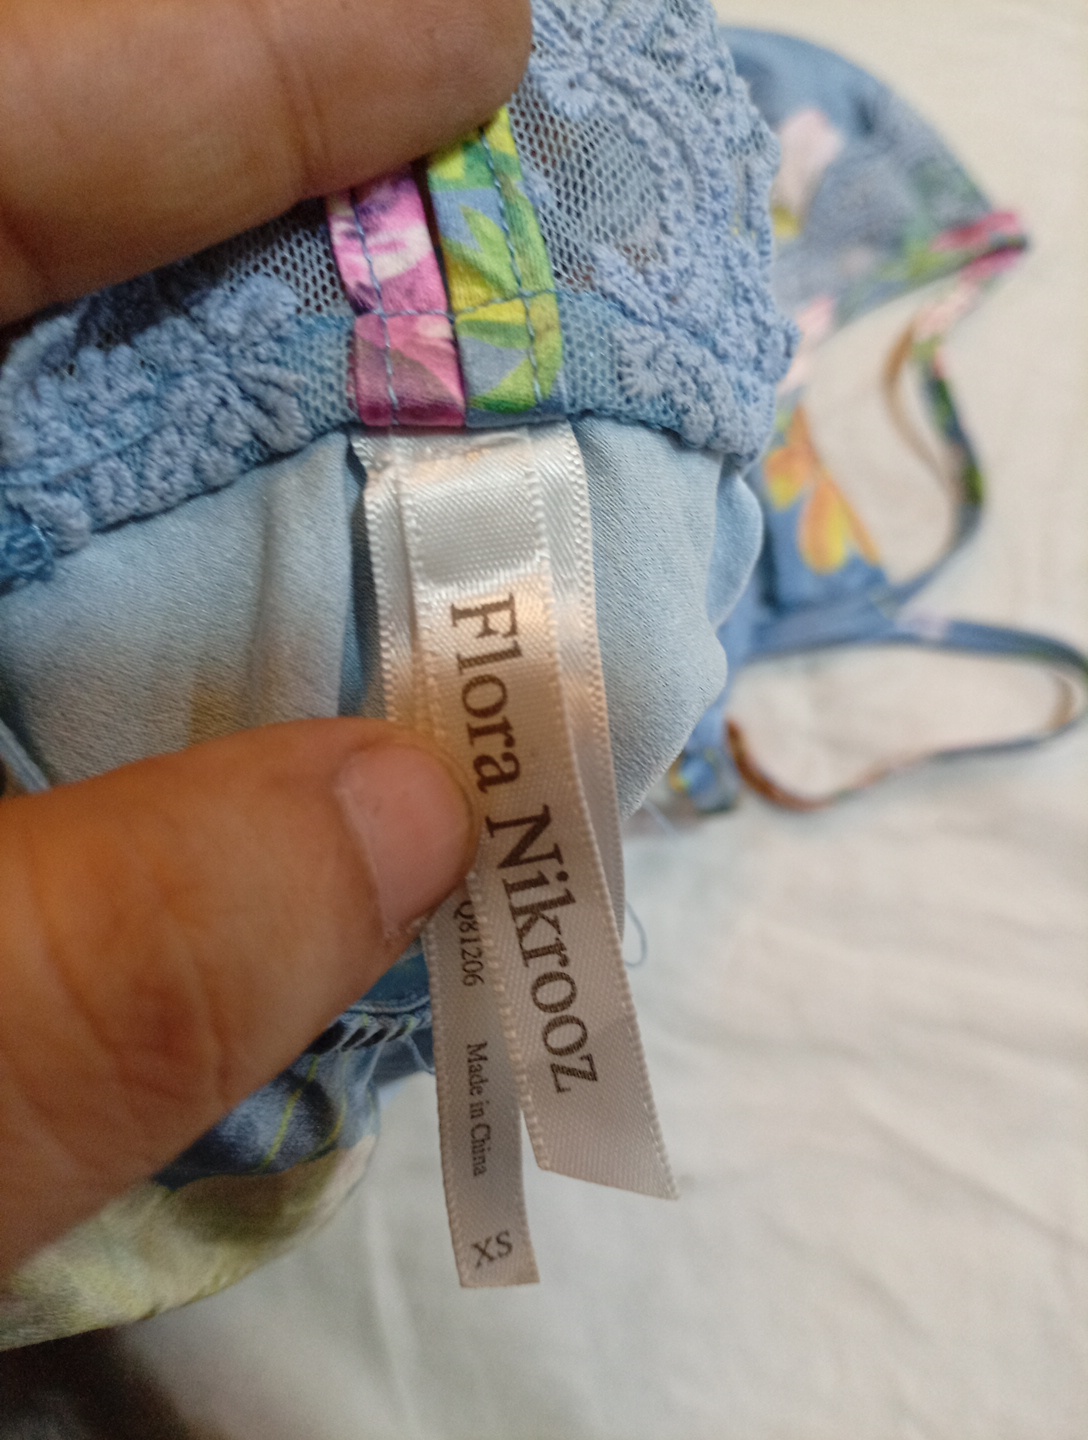 Flora Nikrooz
Q81206
Made in China
XS